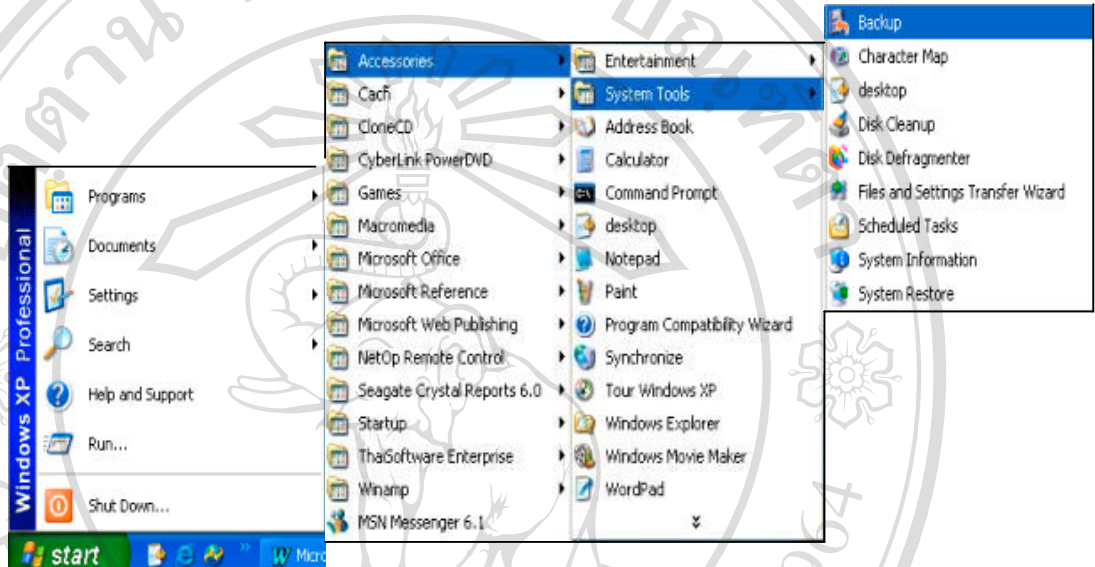 Windows XP Professional
Programs
Documents
Settings
Search
Help and Support
Run...
Shut Down...
start
W Micro
Accessories
Cach
CloneCD
CyberLink PowerDVD
Games
Macromedia
Microsoft Office
Microsoft Reference
Microsoft Web Publishing
NetOp Remote Control
Seagate Crystal Reports 6.0
Startup
ThaiSoftware Enterprise
Winamp
MSN Messenger 6.1
Entertainment
System Tools
Address Book
Calculator
Command Prompt
desktop
Notepad
Paint
Program Compatibility Wizard
Synchronize
Tour Windows XP
Windows Explorer
Windows Movie Maker
WordPad
Backup
Character Map
desktop
Disk Cleanup
Disk Defragmenter
Files and Settings Transfer Wizard
Scheduled Tasks
System Information
System Restore